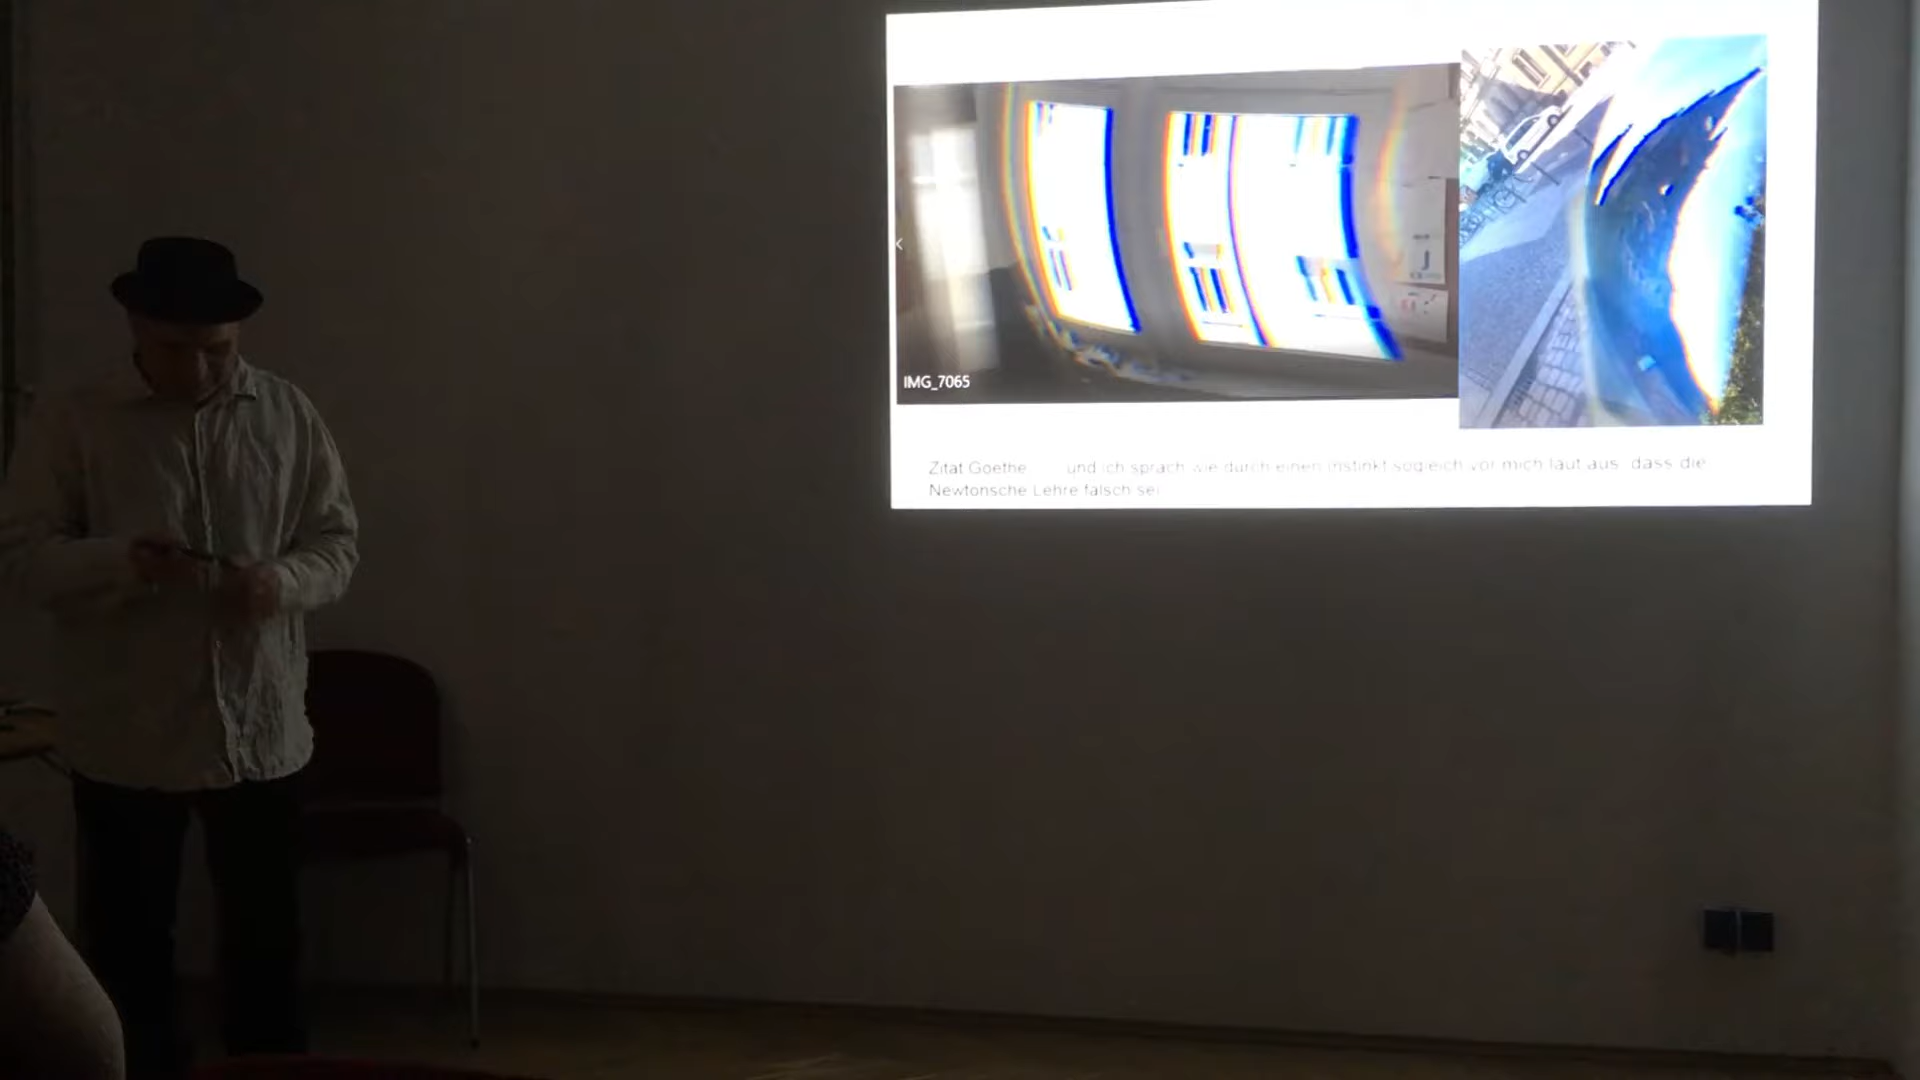 IMG_7065
Zitat Goethe und ich sprach wie durch einen Instinkt sogleich vor mich laut aus, dass die
Newtonsche Lehre falsch sei